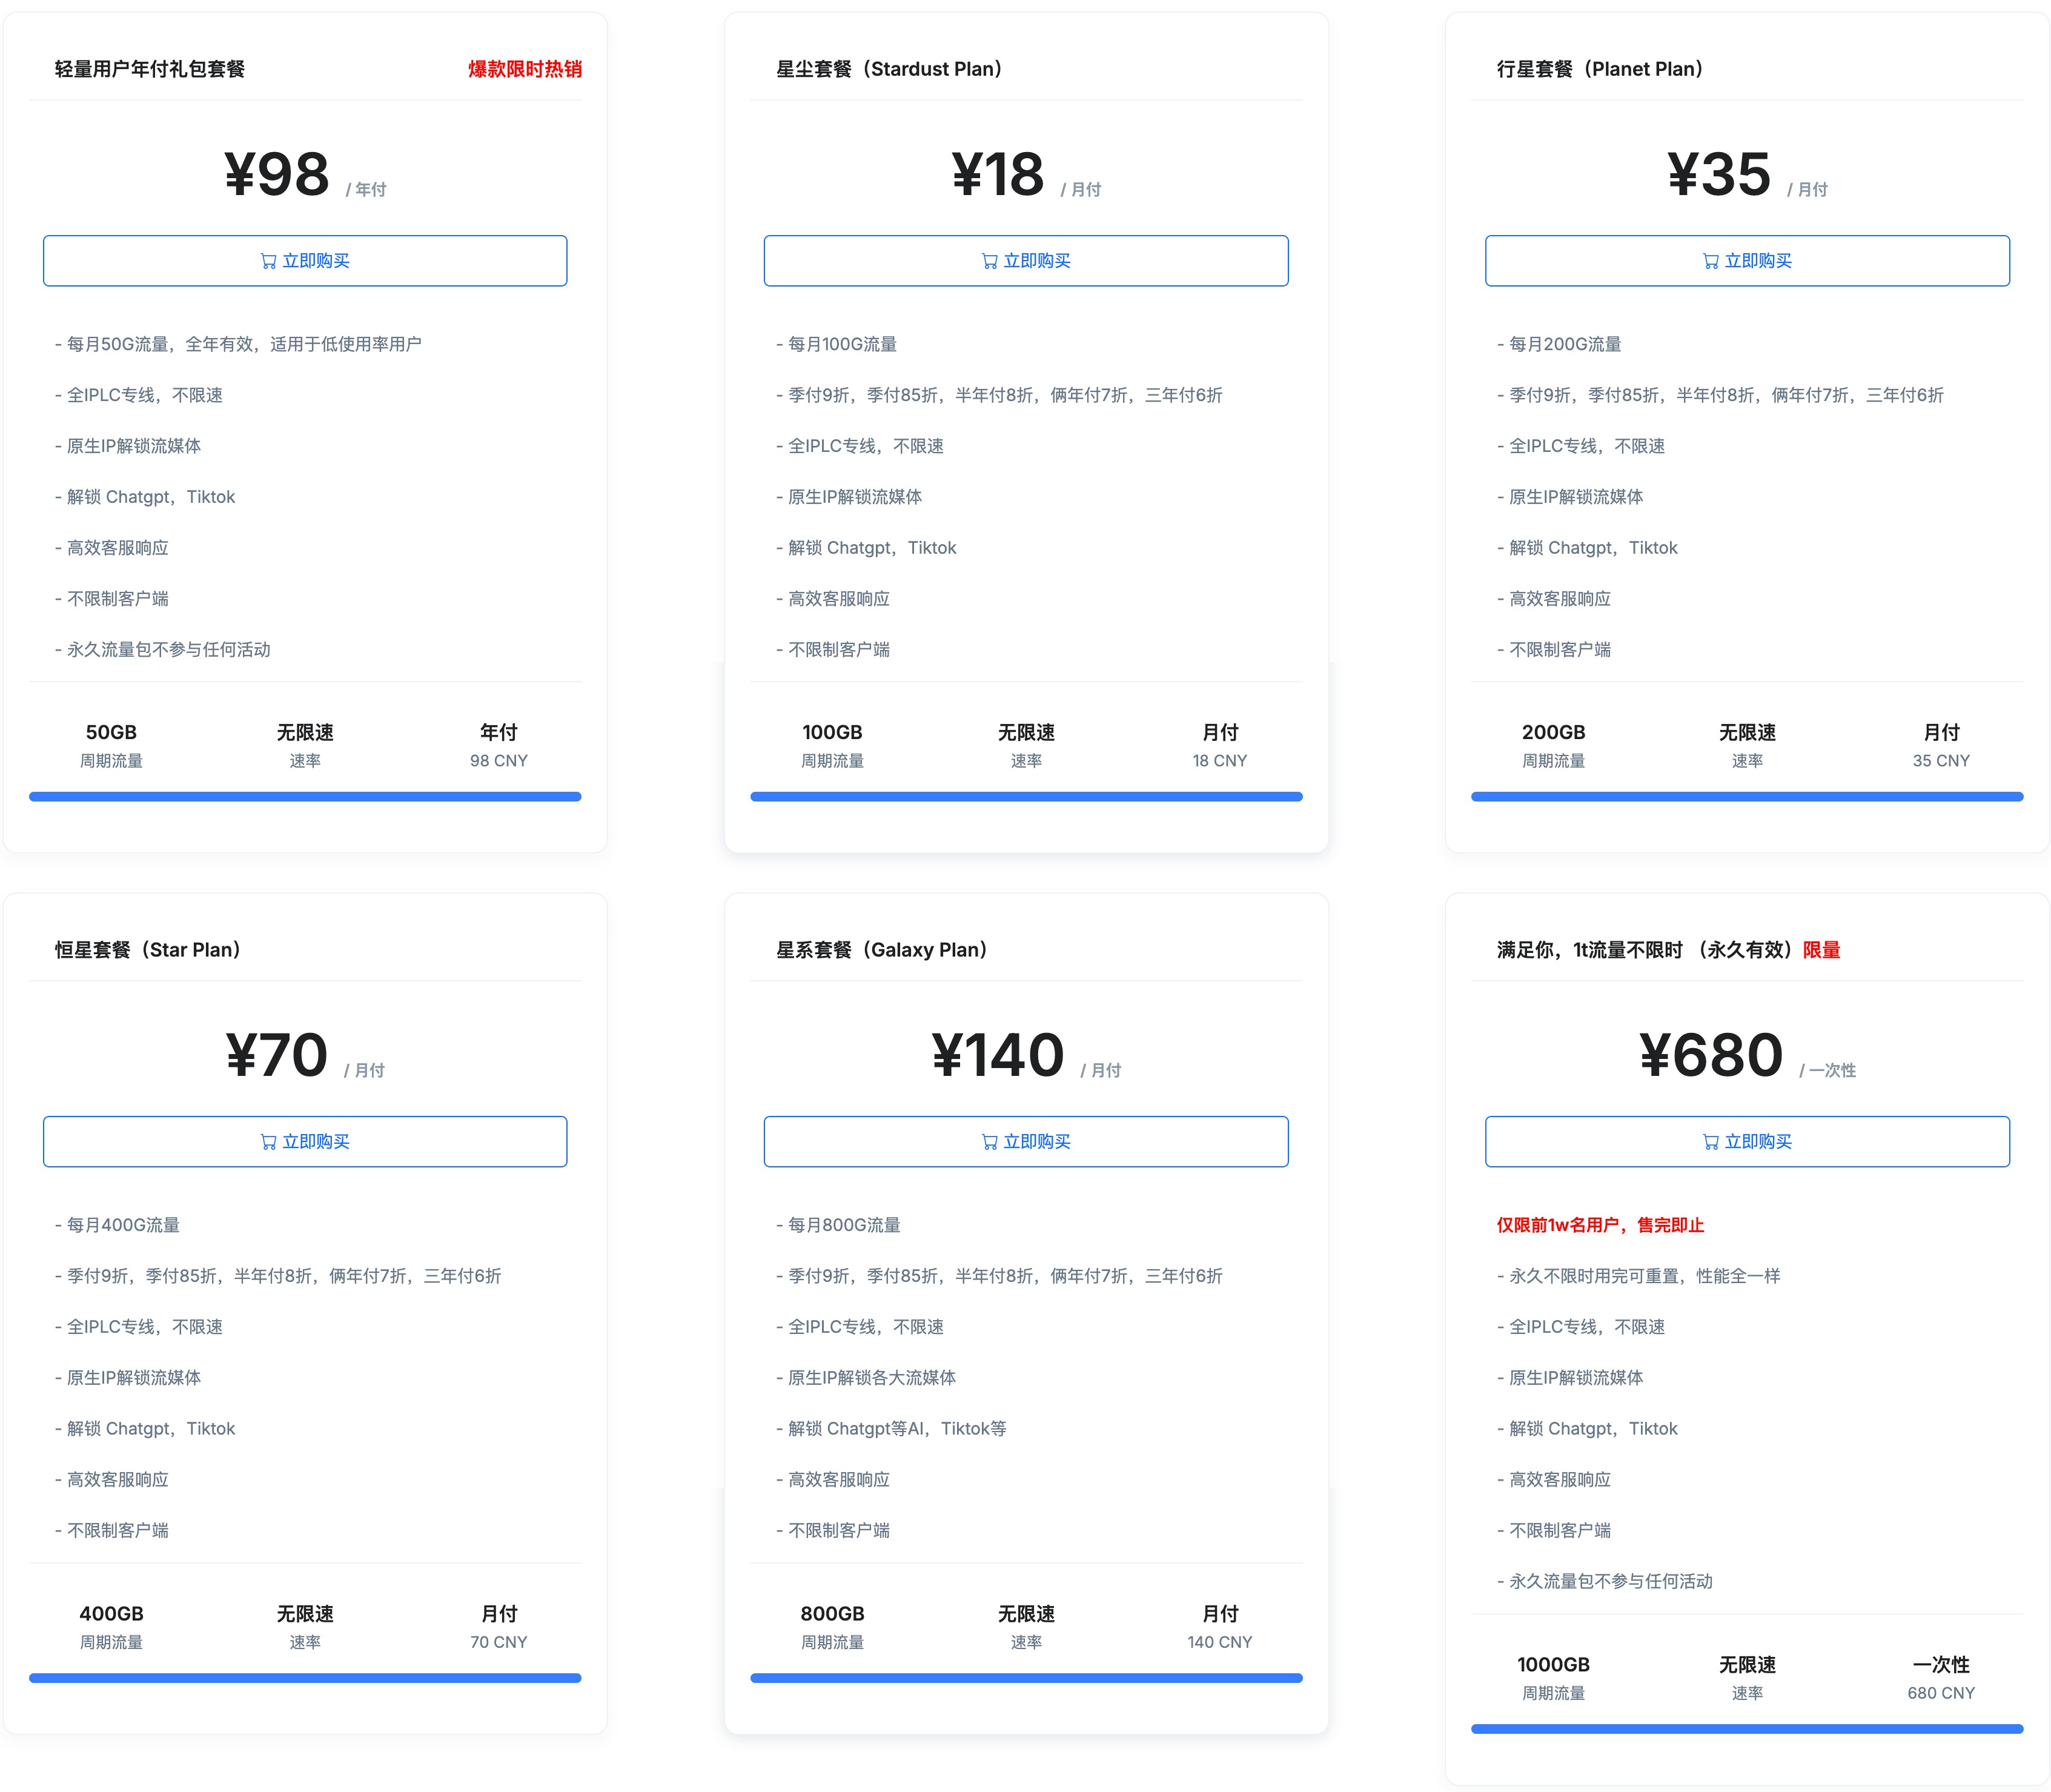 轻量用户年付礼包套餐 爆款限时热销
¥98 / 年付
立即购买
- 每月50G流量，全年有效，适用于低使用率用户
- 全IPLC专线，不限速
- 原生IP解锁流媒体
- 解锁 Chatgpt，Tiktok
- 高效客服响应
- 不限制客户端
- 永久流量包不参与任何活动
50GB 无限速 年付
周期流量 速率 98 CNY
星尘套餐（Stardust Plan）
¥18 / 月付
立即购买
- 每月100G流量
- 季付9折，季付85折，半年付8折，俩年付7折，三年付6折
- 全IPLC专线，不限速
- 原生IP解锁流媒体
- 解锁 Chatgpt，Tiktok
- 高效客服响应
- 不限制客户端
100GB 无限速 月付
周期流量 速率 18 CNY
行星套餐（Planet Plan）
¥35 / 月付
立即购买
- 每月200G流量
- 季付9折，季付85折，半年付8折，俩年付7折，三年付6折
- 全IPLC专线，不限速
- 原生IP解锁流媒体
- 解锁 Chatgpt，Tiktok
- 高效客服响应
- 不限制客户端
200GB 无限速 月付
周期流量 速率 35 CNY
恒星套餐（Star Plan）
¥70 / 月付
立即购买
- 每月400G流量
- 季付9折，季付85折，半年付8折，俩年付7折，三年付6折
- 全IPLC专线，不限速
- 原生IP解锁流媒体
- 解锁 Chatgpt，Tiktok
- 高效客服响应
- 不限制客户端
400GB 无限速 月付
周期流量 速率 70 CNY
星系套餐（Galaxy Plan）
¥140 / 月付
立即购买
- 每月800G流量
- 季付9折，季付85折，半年付8折，俩年付7折，三年付6折
- 全IPLC专线，不限速
- 原生IP解锁各大流媒体
- 解锁 Chatgpt等AI，Tiktok等
- 高效客服响应
- 不限制客户端
800GB 无限速 月付
周期流量 速率 140 CNY
满足你，1t流量不限时 （永久有效）限量
¥680 / 一次性
立即购买
仅限前1w名用户，售完即止
- 永久不限时用完可重置，性能全一样
- 全IPLC专线，不限速
- 原生IP解锁流媒体
- 解锁 Chatgpt，Tiktok
- 高效客服响应
- 不限制客户端
- 永久流量包不参与任何活动
1000GB 无限速 一次性
周期流量 速率 680 CNY